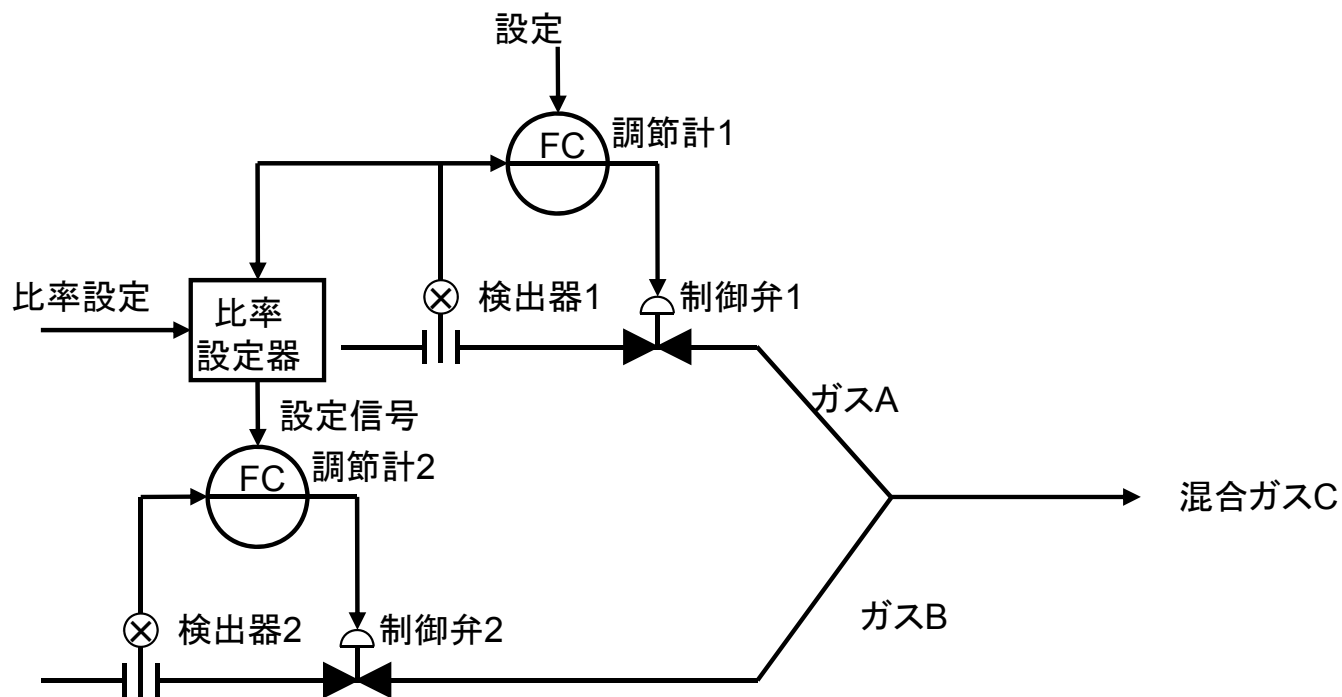 設定
FC
調節計1
比率設定
比率
設定器
検出器1
制御弁1
ガスA
設定信号
FC
調節計2
混合ガスC
検出器2
制御弁2
ガスB